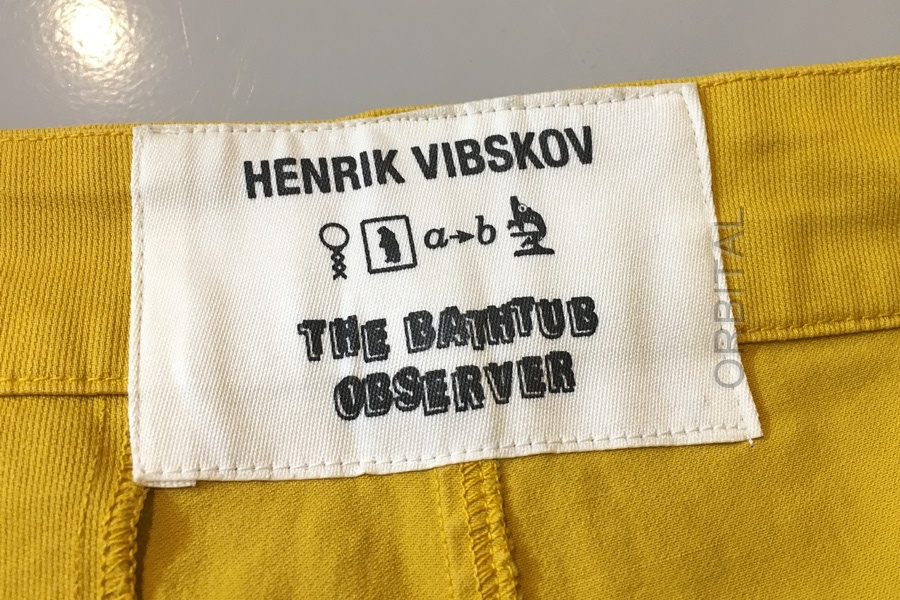 HENRIK VIBSKOV
a→b
THE BATHTUB
OBSERVER
ORBITAL